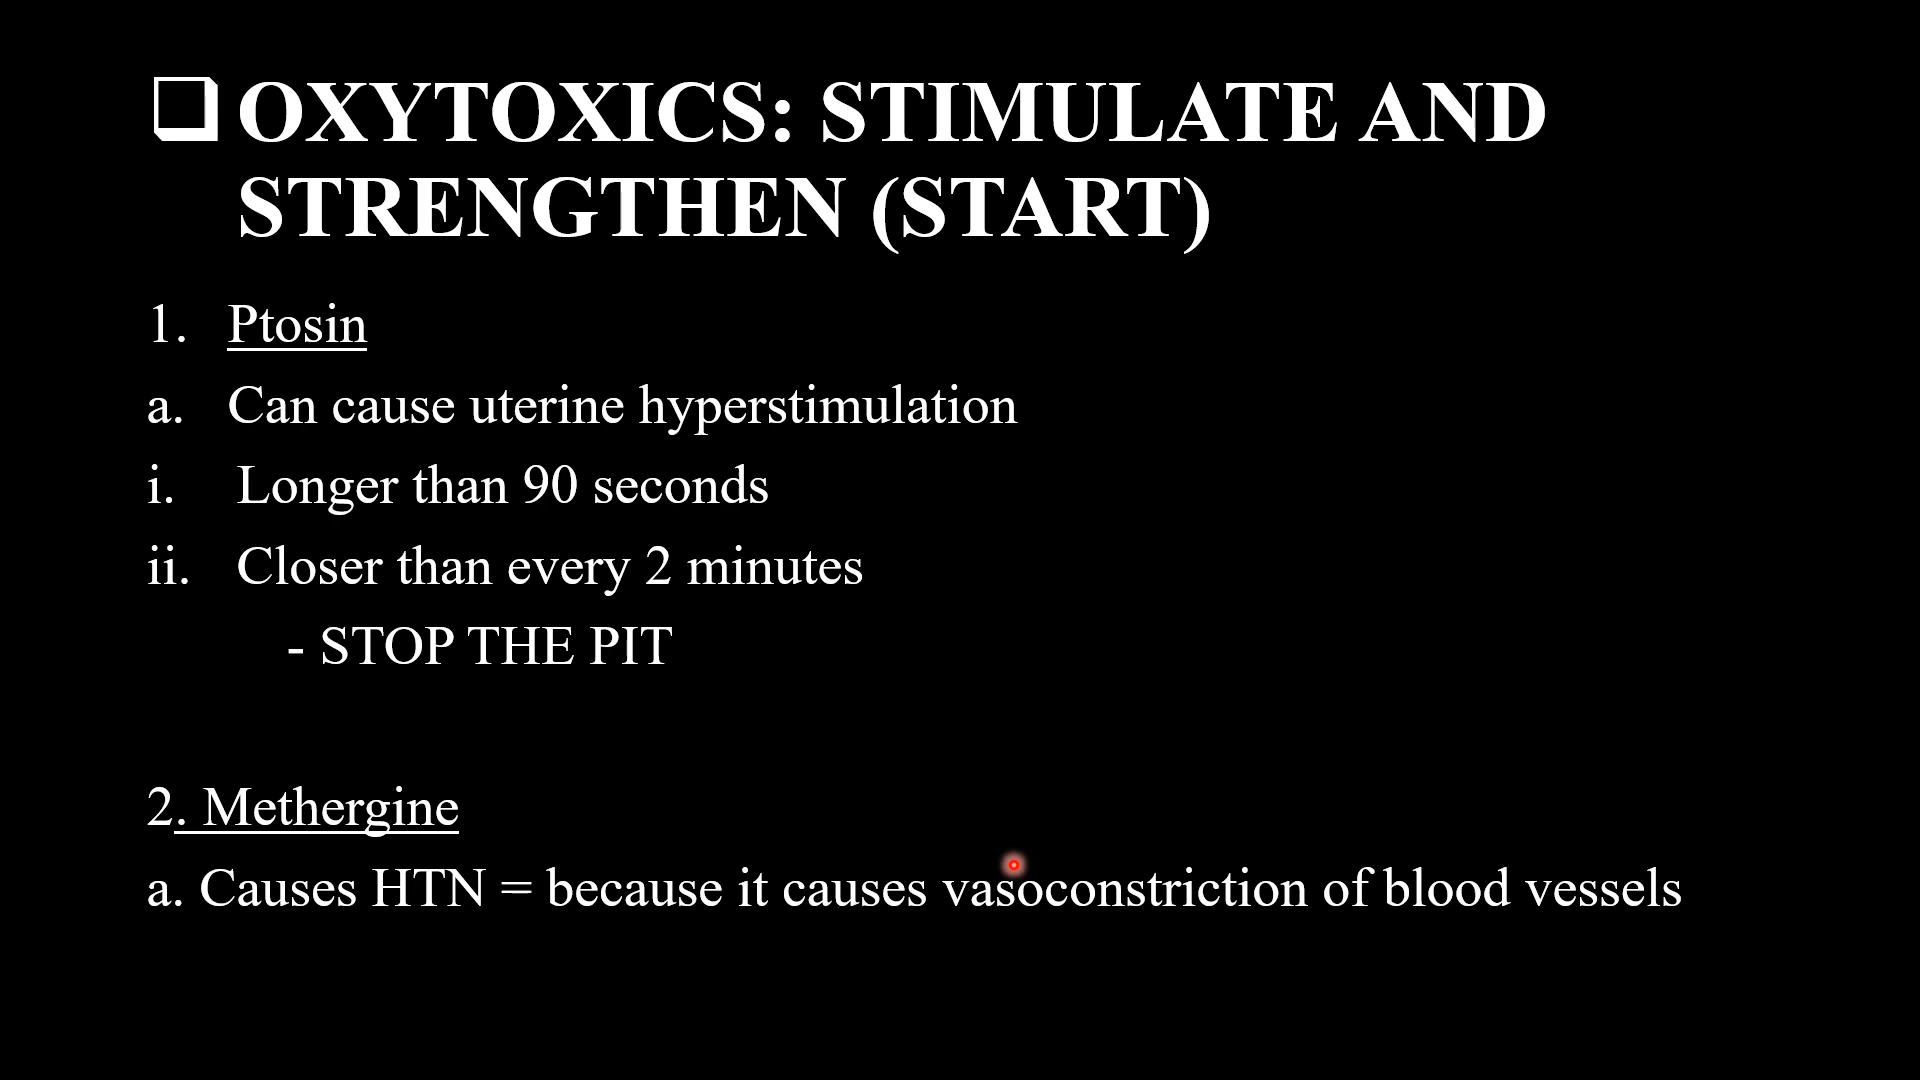 ❑ OXYTOXICS: STIMULATE AND
STRENGTHEN (START)
1. Ptosin
a. Can cause uterine hyperstimulation
i. Longer than 90 seconds
ii. Closer than every 2 minutes
- STOP THE PIT
2. Methergine
a. Causes HTN = because it causes vasoconstriction of blood vessels